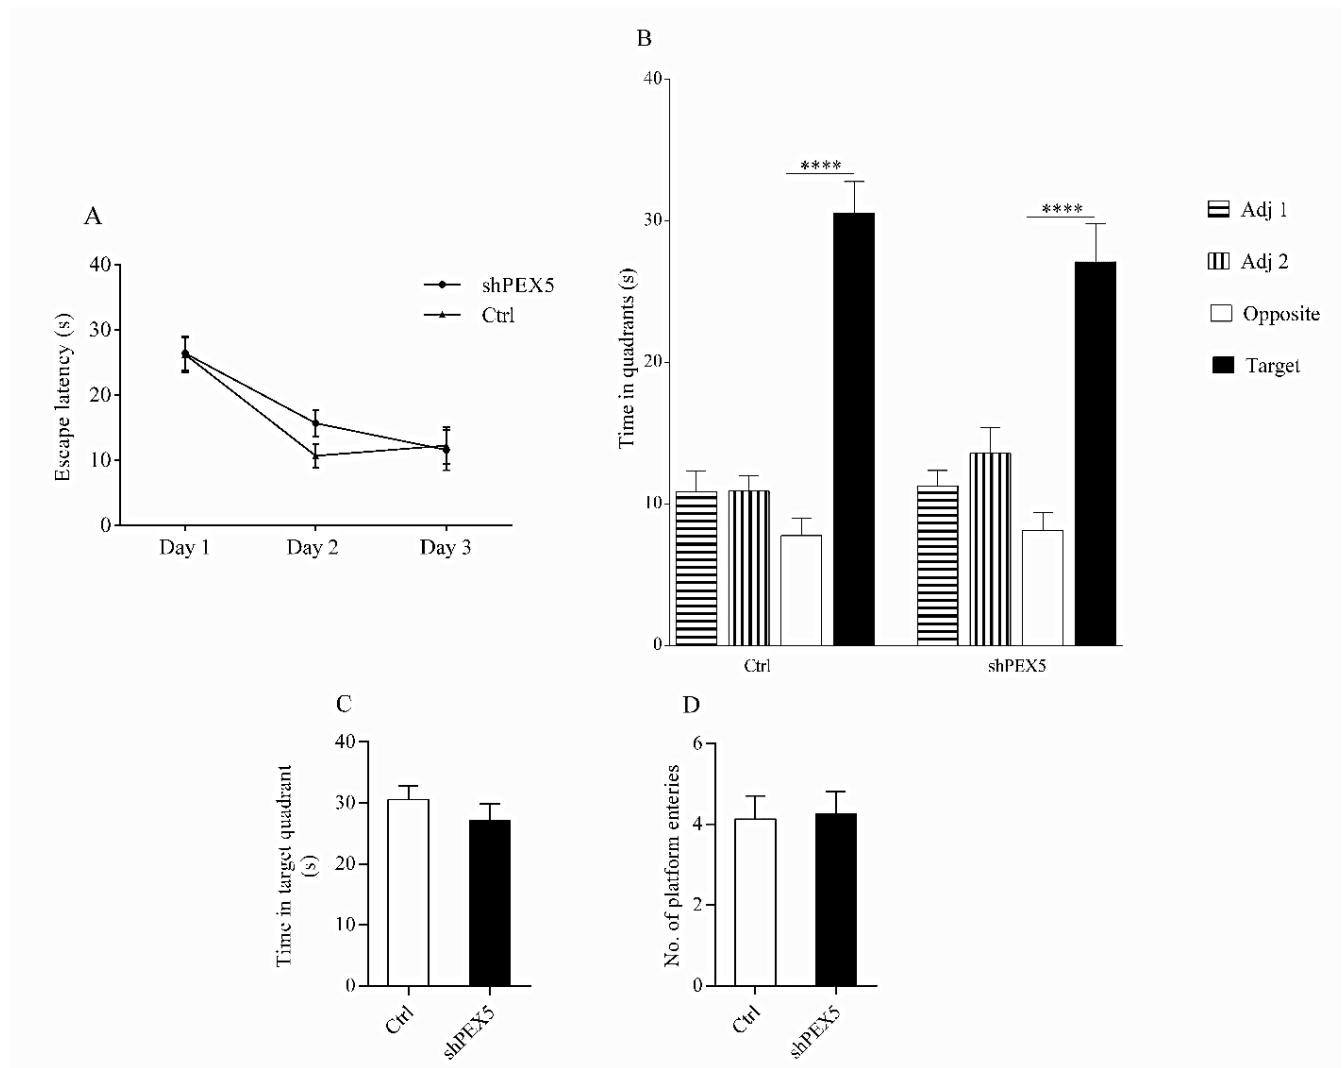 B
40
30
20
10
0
Time in quadrants (s)
****
****
Ctrl
shPEX5
Adj 1
Adj 2
Opposite
Target
A
40
30
20
10
0
Escape latency (s)
shPEX5
Ctrl
Day 1
Day 2
Day 3
C
40
30
20
10
0
Time in target quadrant
(s)
Ctrl
shPEX5
D
6
4
2
0
No. of platform enteries
Ctrl
shPEX5